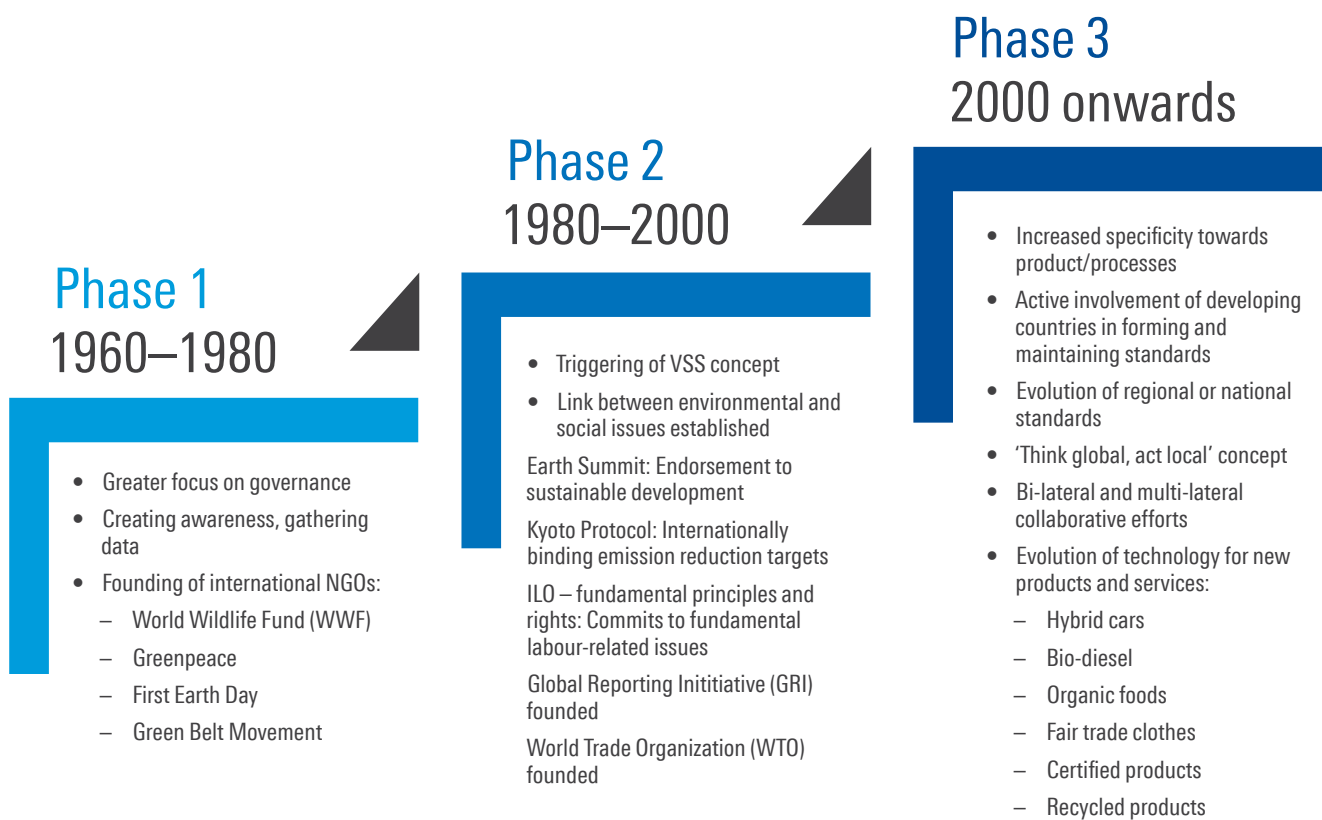 Phase 1
1960–1980
• Greater focus on governance
• Creating awareness, gathering
data
• Founding of international NGOs:
– World Wildlife Fund (WWF)
– Greenpeace
– First Earth Day
– Green Belt Movement
Phase 2
1980–2000
• Triggering of VSS concept
• Link between environmental and
social issues established
Earth Summit: Endorsement to
sustainable development
Kyoto Protocol: Internationally
binding emission reduction targets
ILO – fundamental principles and
rights: Commits to fundamental
labour-related issues
Global Reporting Inititiative (GRI)
founded
World Trade Organization (WTO)
founded
Phase 3
2000 onwards
• Increased specificity towards
product/processes
• Active involvement of developing
countries in forming and
maintaining standards
• Evolution of regional or national
standards
• ‘Think global, act local’ concept
• Bi-lateral and multi-lateral
collaborative efforts
• Evolution of technology for new
products and services:
– Hybrid cars
– Bio-diesel
– Organic foods
– Fair trade clothes
– Certified products
– Recycled products